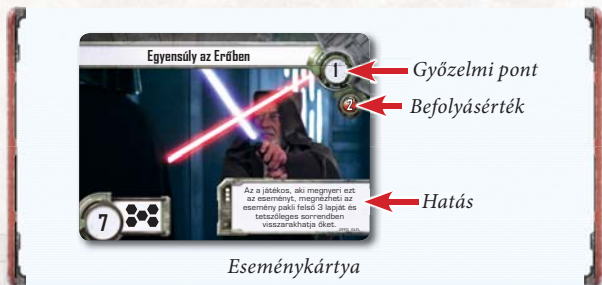 Egyensúly az Erőben
1
Győzelmi pont
2
Befolyásérték
Az a játékos, aki megnyeri ezt
az eseményt, megnézheti az
esemény pakli felső 3 lapját és
tetszőleges sorrendben
visszarakhatja őket.
Hatás
7
Eseménykártya